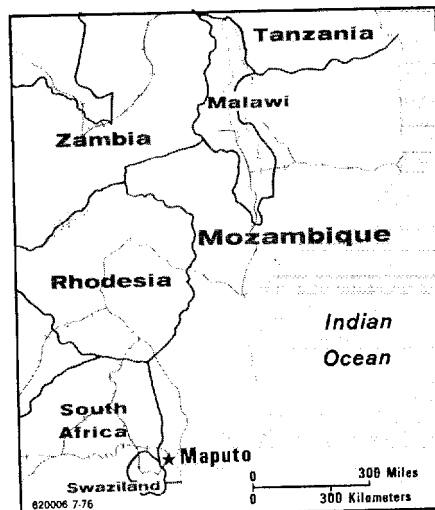 Tanzania
Malawi
Zambia
Mozambique
Rhodesia
Indian
Ocean
South
Africa
Maputo
Swaziland
0 300 Miles
0 300 Kilometers
620006 7-76